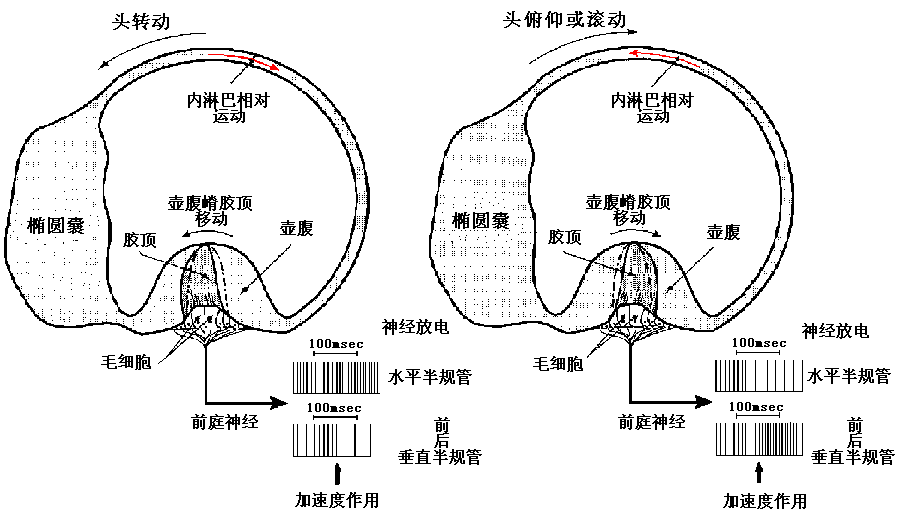 头转动
内淋巴相对
运动
椭圆囊
壶腹嵴胶顶
移动
胶顶
壶腹
毛细胞
神经放电
100msec
水平半规管
前庭神经
100msec
前
后
垂直半规管
加速度作用
头俯仰或滚动
内淋巴相对
运动
椭圆囊
壶腹嵴胶顶
移动
胶顶
壶腹
毛细胞
神经放电
100msec
水平半规管
前庭神经
100msec
前
后
垂直半规管
加速度作用